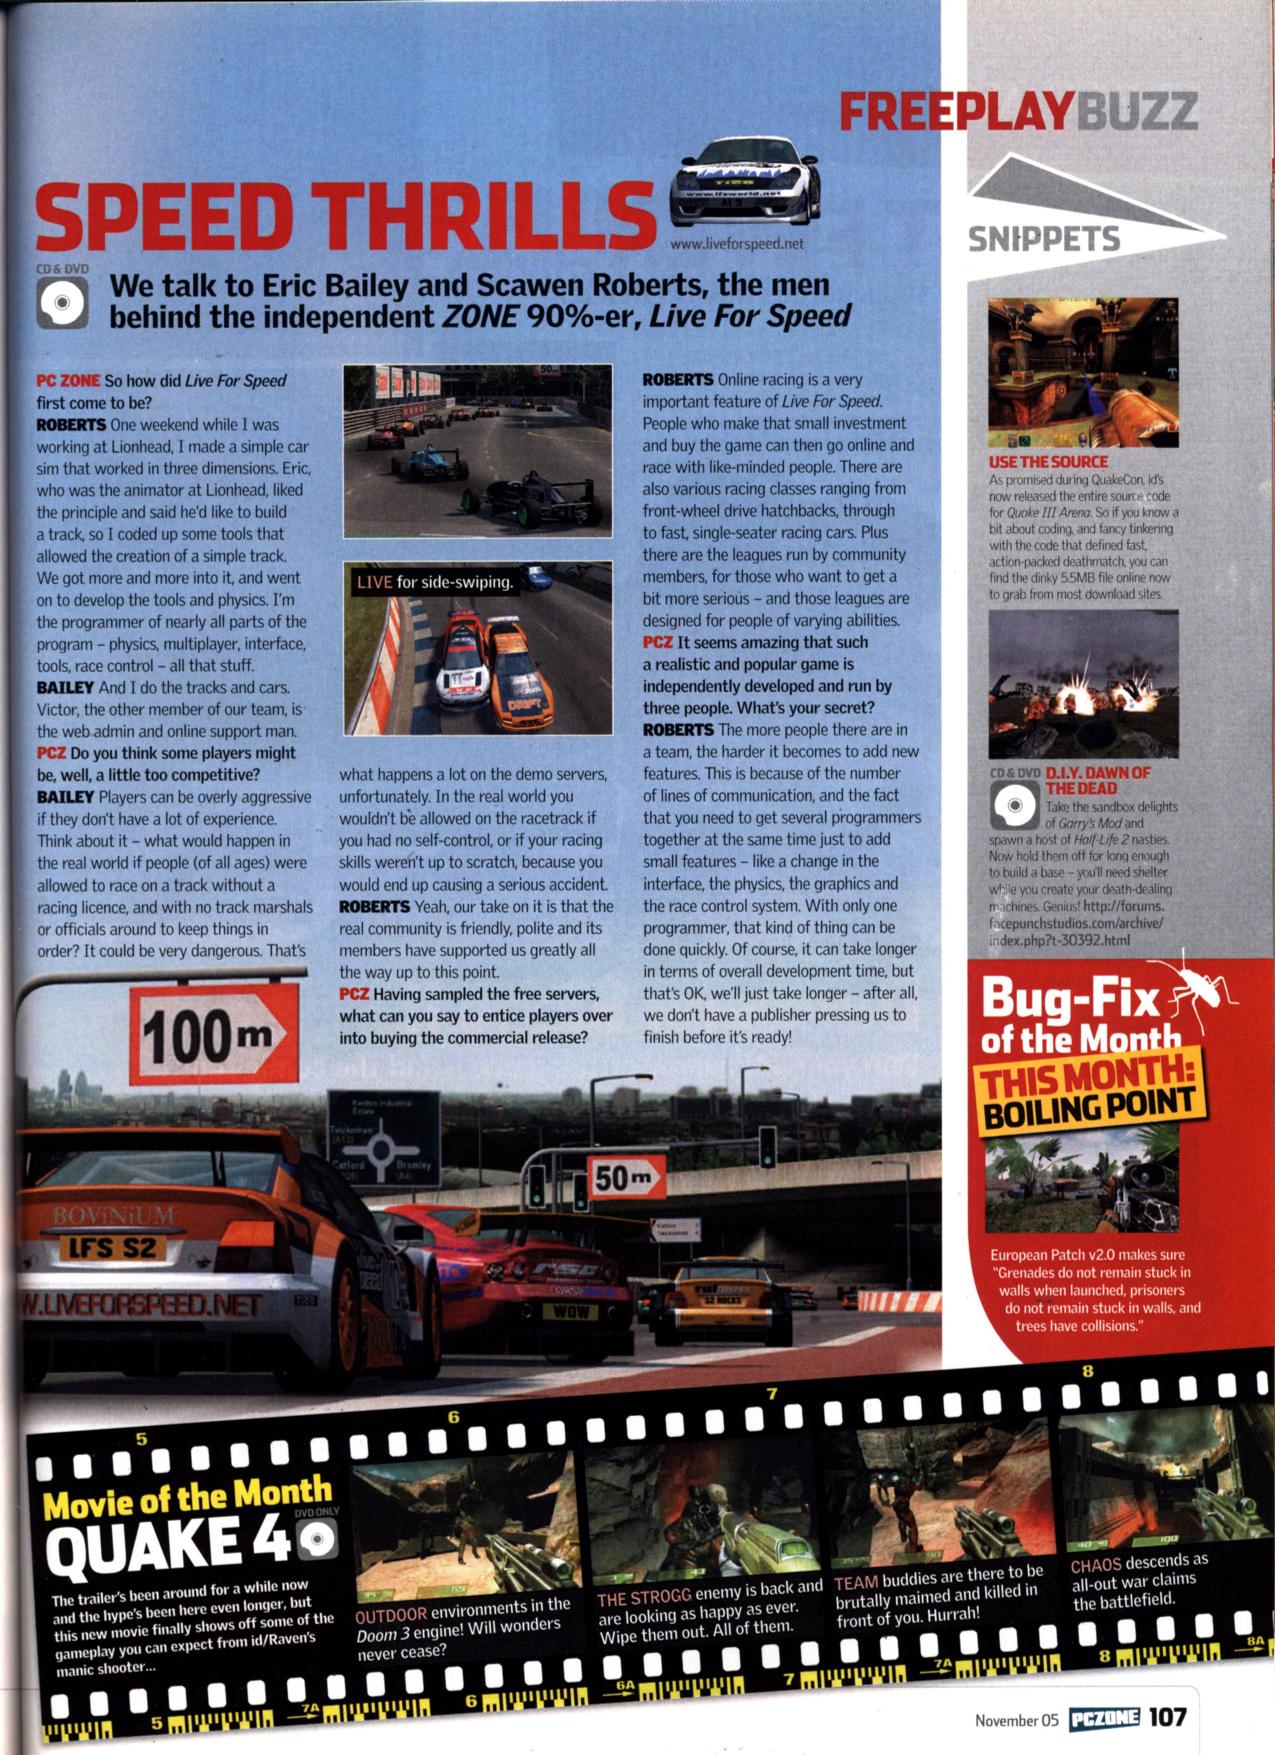 FREEPLAYBUZZ
SPEED THRILLS
www.liveforspeed.net
CD & DVD
We talk to Eric Bailey and Scawen Roberts, the men
behind the independent ZONE 90%-er, Live For Speed
PC ZONE So how did Live For Speed
first come to be?
ROBERTS One weekend while I was
working at Lionhead, I made a simple car
sim that worked in three dimensions. Eric,
who was the animator at Lionhead, liked
the principle and said he'd like to build
a track, so I coded up some tools that
allowed the creation of a simple track.
We got more and more into it, and went
on to develop the tools and physics. I'm
the programmer of nearly all parts of the
program – physics, multiplayer, interface,
tools, race control – all that stuff.
BAILEY And I do the tracks and cars.
Victor, the other member of our team, is
the web admin and online support man.
PCZ Do you think some players might
be, well, a little too competitive?
BAILEY Players can be overly aggressive
if they don't have a lot of experience.
Think about it – what would happen in
the real world if people (of all ages) were
allowed to race on a track without a
racing licence, and with no track marshals
or officials around to keep things in
order? It could be very dangerous. That's
50...
LIVE for side-swiping.
what happens a lot on the demo servers,
unfortunately. In the real world you
wouldn't be allowed on the racetrack if
you had no self-control, or if your racing
skills weren't up to scratch, because you
would end up causing a serious accident.
ROBERTS Yeah, our take on it is that the
real community is friendly, polite and its
members have supported us greatly all
the way up to this point.
PCZ Having sampled the free servers,
what can you say to entice players over
into buying the commercial release?
ROBERTS Online racing is a very
important feature of Live For Speed.
People who make that small investment
and buy the game can then go online and
race with like-minded people. There are
also various racing classes ranging from
front-wheel drive hatchbacks, through
to fast, single-seater racing cars. Plus
there are the leagues run by community
members, for those who want to get a
bit more serious – and those leagues are
designed for people of varying abilities.
PCZ It seems amazing that such
a realistic and popular game is
independently developed and run by
three people. What's your secret?
ROBERTS The more people there are in
a team, the harder it becomes to add new
features. This is because of the number
of lines of communication, and the fact
that you need to get several programmers
together at the same time just to add
small features – like a change in the
interface, the physics, the graphics and
the race control system. With only one
programmer, that kind of thing can be
done quickly. Of course, it can take longer
in terms of overall development time, but
that's OK, we'll just take longer – after all,
we don't have a publisher pressing us to
finish before it's ready!
100m
50m
Catford
Bromley
BOViNiUM
LFS S2
W.LIVEFORSPEED.NET
WOW
S2 ROCKS
SNIPPETS
USE THE SOURCE
As promised during QuakeCon, id's
now released the entire source code
for Quake III Arena. So if you know a
bit about coding, and fancy tinkering
with the code that defined fast,
action-packed deathmatch, you can
find the dinky 5.5MB file online now
to grab from most download sites.
CD & DVD D.I.Y. DAWN OF
THE DEAD
Take the sandbox delights
of Garry's Mod and
spawn a host of Half-Life 2 nasties.
Now hold them off for long enough
to build a base – you'll need shelter
while you create your death-dealing
machines. Genius! http://forums.
facepunchstudios.com/archive/
index.php?t-30392.html
Bug-Fix
of the Month
THIS MONTH:
BOILING POINT
European Patch v2.0 makes sure
"Grenades do not remain stuck in
walls when launched, prisoners
do not remain stuck in walls, and
trees have collisions."
5
6
7
8
Movie of the Month
QUAKE 4
DVD ONLY
The trailer's been around for a while now
and the hype's been here even longer, but
this new movie finally shows off some of the
gameplay you can expect from id/Raven's
manic shooter...
OUTDOOR environments in the
Doom 3 engine! Will wonders
never cease?
THE STROGG enemy is back and
are looking as happy as ever.
Wipe them out. All of them.
TEAM buddies are there to be
brutally maimed and killed in
front of you. Hurrah!
CHAOS descends as
all-out war claims
the battlefield.
5
7A
6
6A
7
7A
8
8A
November 05 PCZONE 107